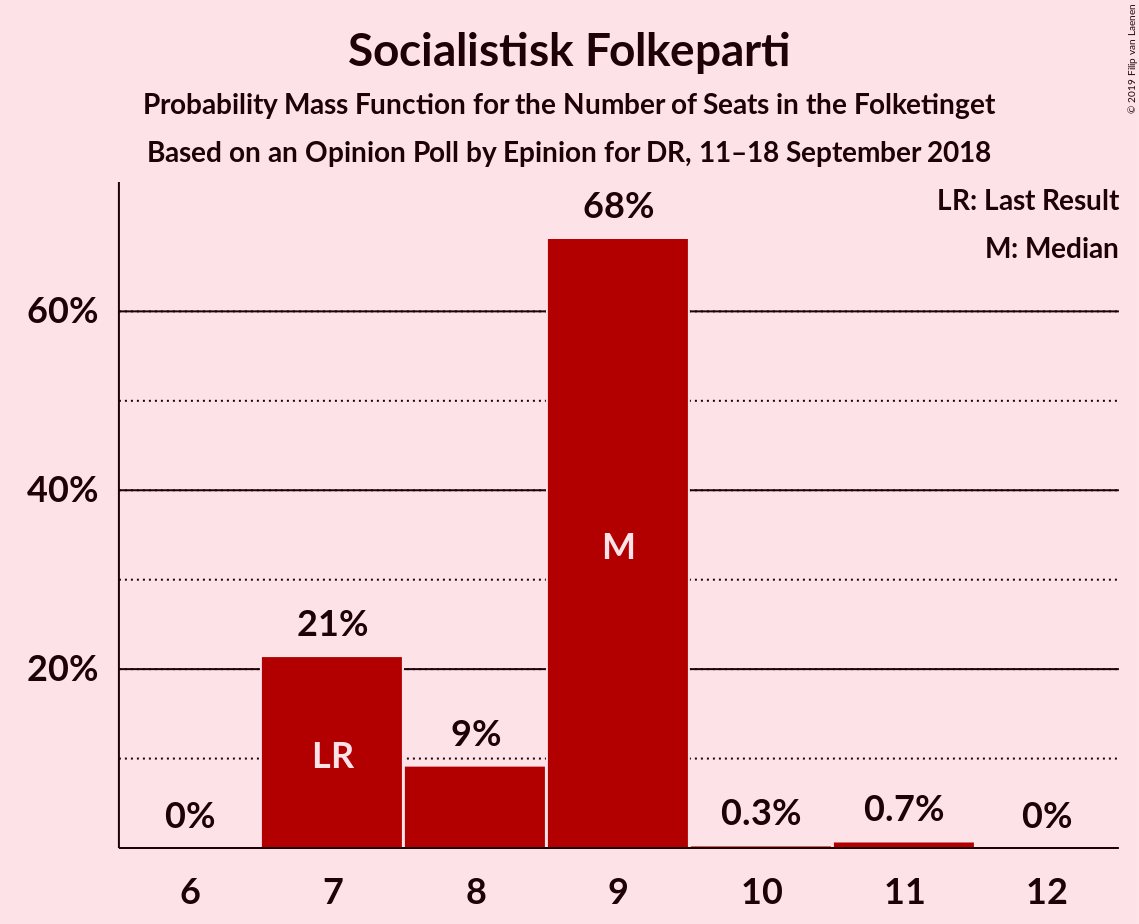 Socialistisk Folkeparti
Probability Mass Function for the Number of Seats in the Folketinget
Based on an Opinion Poll by Epinion for DR, 11–18 September 2018
© 2019 Filip van Laenen
LR: Last Result
M: Median
68%
60%
40%
M
21%
20%
9%
LR
0%
0.3%
0.7%
0%
6
7
8
9
10
11
12